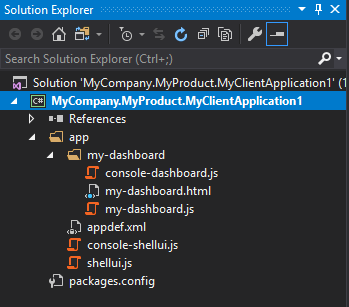 Solution Explorer
Search Solution Explorer (Ctrl+;)
Solution 'MyCompany.MyProduct.MyClientApplication1' (1
C# MyCompany.MyProduct.MyClientApplication1
References
app
my-dashboard
console-dashboard.js
my-dashboard.html
my-dashboard.js
appdef.xml
console-shellui.js
shellui.js
packages.config